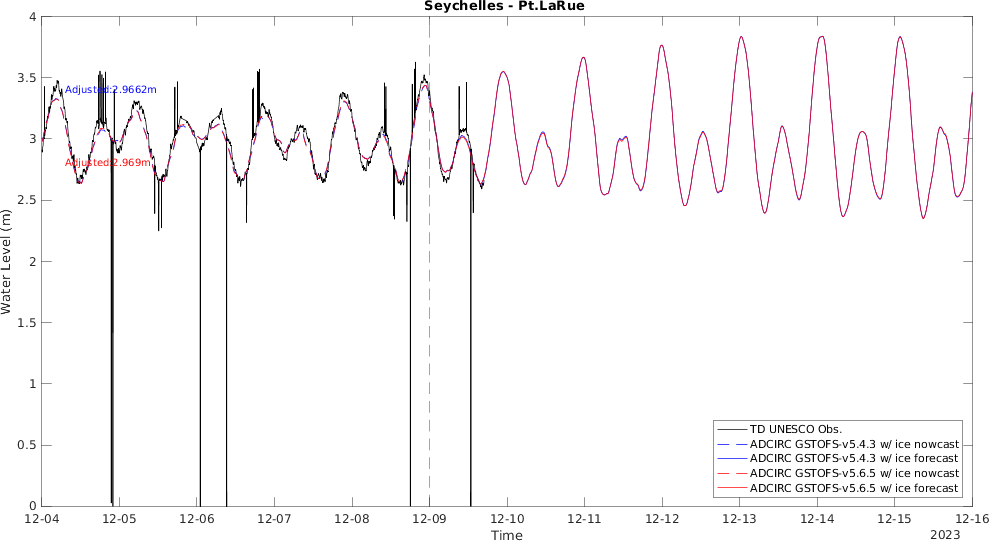 Seychelles - Pt.LaRue
4
3.5
3
2.5
2
1.5
1
0.5
0
Water Level (m)
Adjusted:2.9662m
Adjusted:2.969m
TD UNESCO Obs.
ADCIRC GSTOFS-v5.4.3 w/ ice nowcast
ADCIRC GSTOFS-v5.4.3 w/ ice forecast
ADCIRC GSTOFS-v5.6.5 w/ ice nowcast
ADCIRC GSTOFS-v5.6.5 w/ ice forecast
12-04 12-05 12-06 12-07 12-08 12-09 12-10 12-11 12-12 12-13 12-14 12-15 12-16
Time
2023